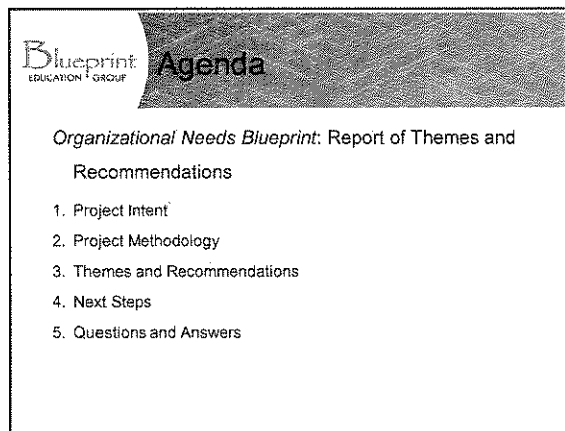 Blueprint
EDUCATION GROUP
Agenda
Organizational Needs Blueprint: Report of Themes and
Recommendations
1. Project Intent
2. Project Methodology
3. Themes and Recommendations
4. Next Steps
5. Questions and Answers